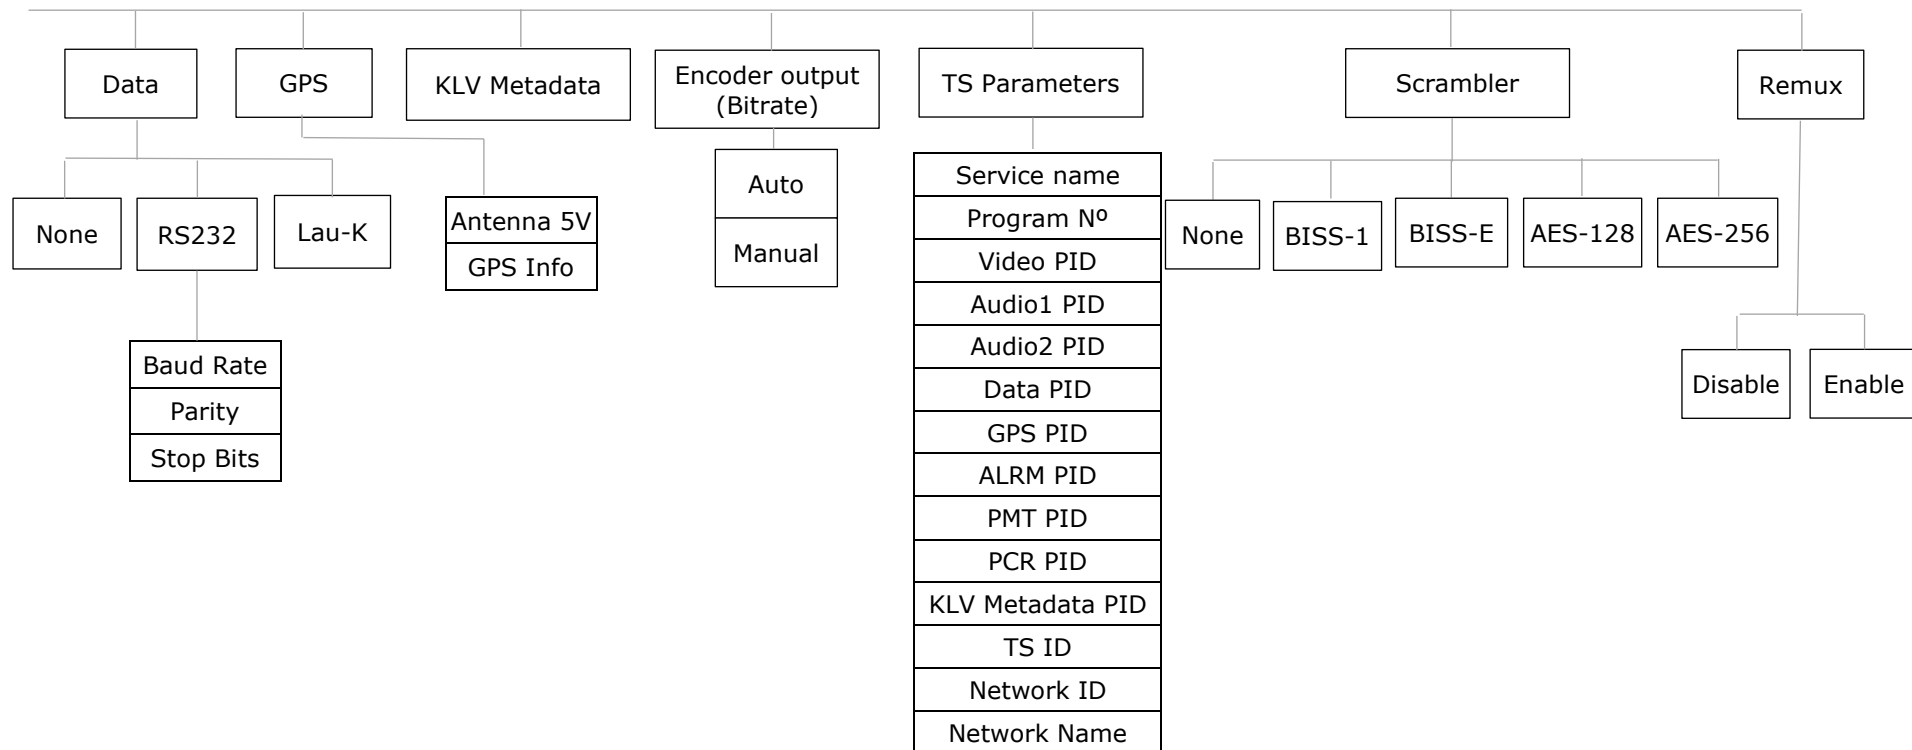 Data
GPS
KLV Metadata
Encoder output
(Bitrate)
TS Parameters
Scrambler
Remux
None
RS232
Lau-K
Baud Rate
Parity
Stop Bits
Antenna 5V
GPS Info
Auto
Manual
Service name
Program Nº
Video PID
Audio1 PID
Audio2 PID
Data PID
GPS PID
ALRM PID
PMT PID
PCR PID
KLV Metadata PID
TS ID
Network ID
Network Name
None
BISS-1
BISS-E
AES-128
AES-256
Disable
Enable